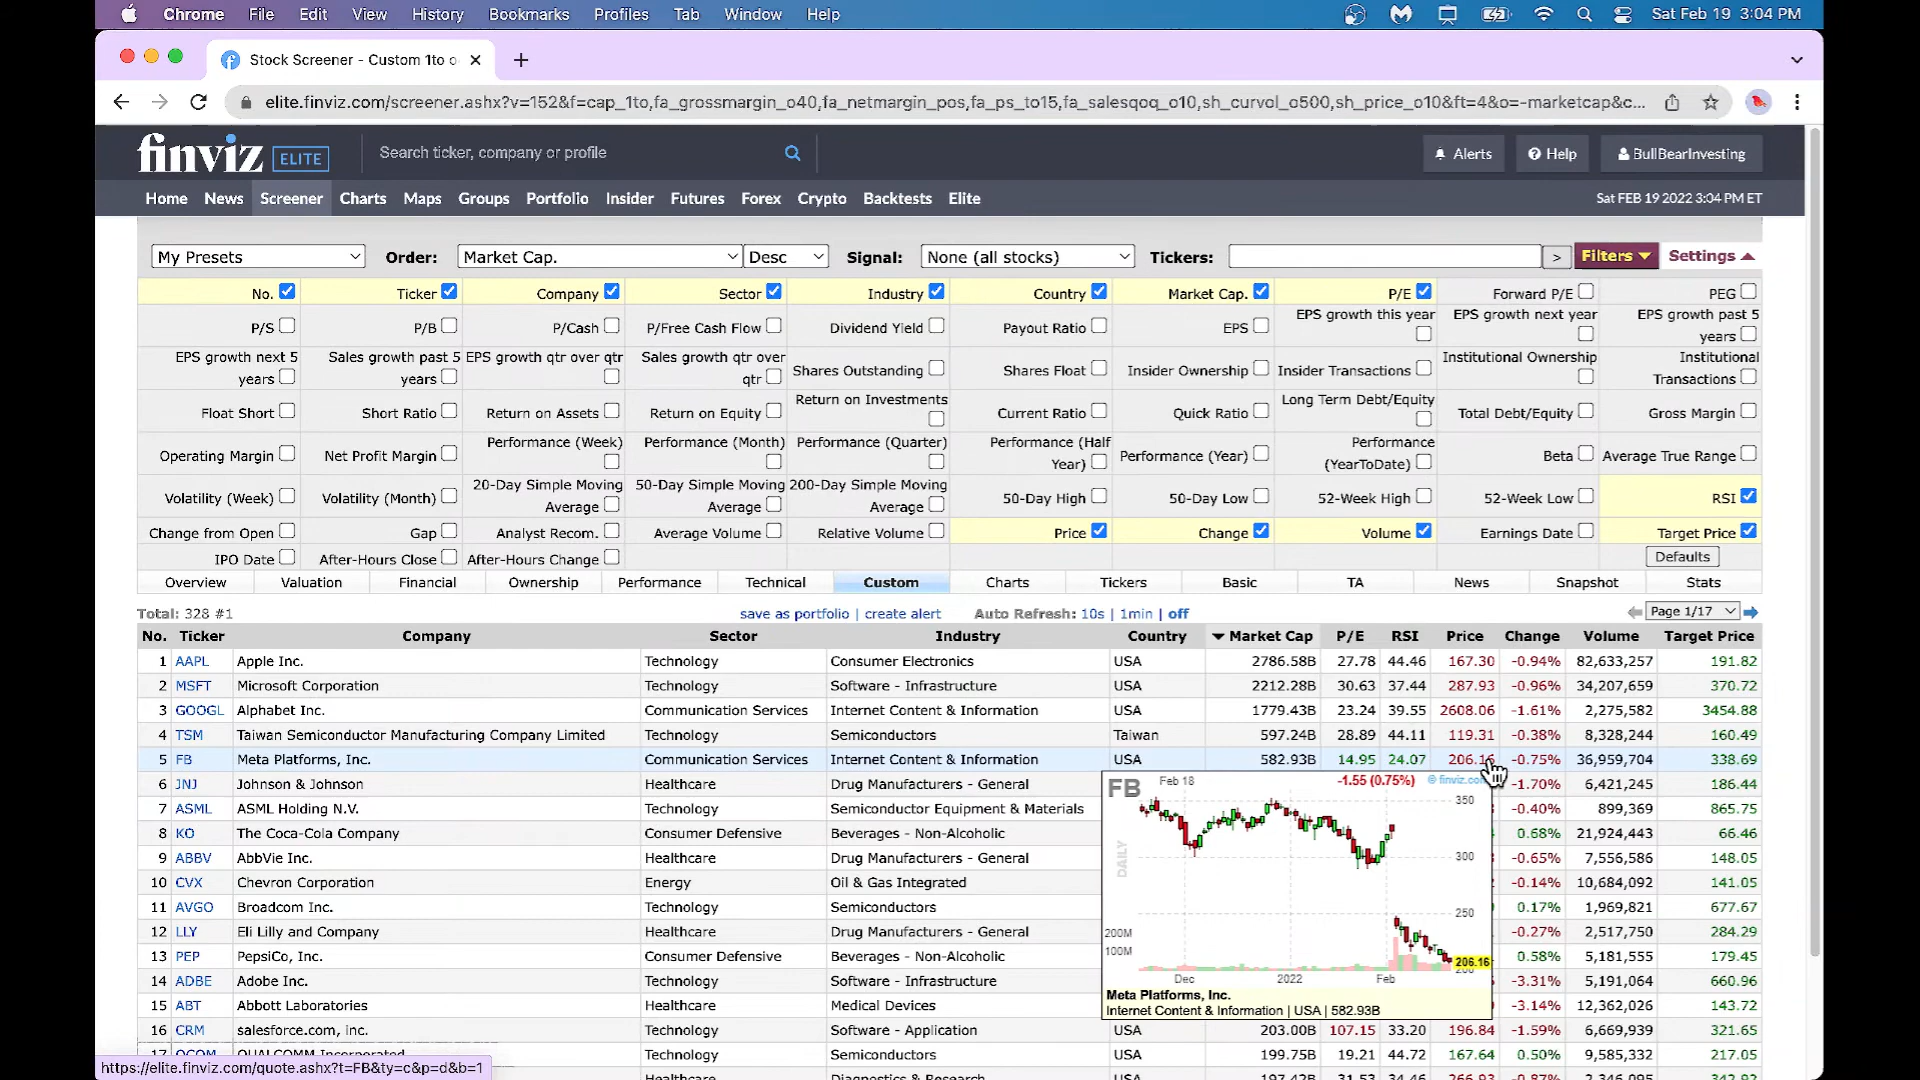 Chrome File Edit View History Bookmarks Profiles Tab Window Help Sat Feb 19 3:04 PM
Stock Screener - Custom 1to o
elite.finviz.com/screener.ashx?v=152&f=cap_1to,fa_grossmargin_o40,fa_netmargin_pos,fa_ps_to15,fa_salesqoq_o10,sh_curvol_o500,sh_price_o10&ft=4&o=-marketcap&c...
finviz ELITE Search ticker, company or profile Alerts Help BullBearInvesting
Home News Screener Charts Maps Groups Portfolio Insider Futures Forex Crypto Backtests Elite Sat FEB 19 2022 3:04 PM ET
My Presets Order: Market Cap. Desc Signal: None (all stocks) Tickers: > Filters Settings
No. Ticker Company Sector Industry Country Market Cap. P/E Forward P/E PEG
P/S P/B P/Cash P/Free Cash Flow Dividend Yield Payout Ratio EPS EPS growth this year EPS growth next year EPS growth past 5 years
EPS growth next 5 years Sales growth past 5 years EPS growth qtr over qtr Sales growth qtr over qtr Shares Outstanding Shares Float Insider Ownership Insider Transactions Institutional Ownership Institutional Transactions
Float Short Short Ratio Return on Assets Return on Equity Return on Investments Current Ratio Quick Ratio Long Term Debt/Equity Total Debt/Equity Gross Margin
Operating Margin Net Profit Margin Performance (Week) Performance (Month) Performance (Quarter) Performance (Half Year) Performance (Year) Performance (YearToDate) Beta Average True Range
Volatility (Week) Volatility (Month) 20-Day Simple Moving Average 50-Day Simple Moving Average 200-Day Simple Moving Average 50-Day High 50-Day Low 52-Week High 52-Week Low RSI
Change from Open Gap Analyst Recom. Average Volume Relative Volume Price Change Volume Earnings Date Target Price
IPO Date After-Hours Close After-Hours Change Defaults
Overview Valuation Financial Ownership Performance Technical Custom Charts Tickers Basic TA News Snapshot Stats
Total: 328 #1 save as portfolio | create alert Auto Refresh: 10s | 1min | off Page 1/17
No. Ticker Company Sector Industry Country Market Cap P/E RSI Price Change Volume Target Price
1 AAPL Apple Inc. Technology Consumer Electronics USA 2786.58B 27.78 44.46 167.30 -0.94% 82,633,257 191.82
2 MSFT Microsoft Corporation Technology Software - Infrastructure USA 2212.28B 30.63 37.44 287.93 -0.96% 34,207,659 370.72
3 GOOGL Alphabet Inc. Communication Services Internet Content & Information USA 1779.43B 23.24 39.55 2608.06 -1.61% 2,275,582 3454.88
4 TSM Taiwan Semiconductor Manufacturing Company Limited Technology Semiconductors Taiwan 597.24B 28.89 44.11 119.31 -0.38% 8,328,244 160.49
5 FB Meta Platforms, Inc. Communication Services Internet Content & Information USA 582.93B 14.95 24.07 206.16 -0.75% 36,959,704 338.69
6 JNJ Johnson & Johnson Healthcare Drug Manufacturers - General -1.70% 6,421,245 186.44
7 ASML ASML Holding N.V. Technology Semiconductor Equipment & Materials -0.40% 899,369 865.75
8 KO The Coca-Cola Company Consumer Defensive Beverages - Non-Alcoholic 0.68% 21,924,443 66.46
9 ABBV AbbVie Inc. Healthcare Drug Manufacturers - General -0.65% 7,556,586 148.05
10 CVX Chevron Corporation Energy Oil & Gas Integrated -0.14% 10,684,092 141.05
11 AVGO Broadcom Inc. Technology Semiconductors 0.17% 1,969,821 677.67
12 LLY Eli Lilly and Company Healthcare Drug Manufacturers - General -0.27% 2,517,750 284.29
13 PEP PepsiCo, Inc. Consumer Defensive Beverages - Non-Alcoholic 0.58% 5,181,555 179.45
14 ADBE Adobe Inc. Technology Software - Infrastructure -3.31% 5,191,064 660.96
15 ABT Abbott Laboratories Healthcare Medical Devices -3.14% 12,362,026 143.72
16 CRM salesforce.com, inc. Technology Software - Application USA 203.00B 107.15 33.20 196.84 -1.59% 6,669,939 321.65
17 QCOM QUALCOMM Incorporated Technology Semiconductors USA 199.75B 19.21 44.72 167.64 0.50% 9,585,332 217.05
FB Feb 18 -1.55 (0.75%) © finviz.com
DAILY
350
300
250
200M
100M
206.16
200
Dec 2022 Feb
Meta Platforms, Inc.
Internet Content & Information | USA | 582.93B
https://elite.finviz.com/quote.ashx?t=FB&ty=c&p=d&b=1